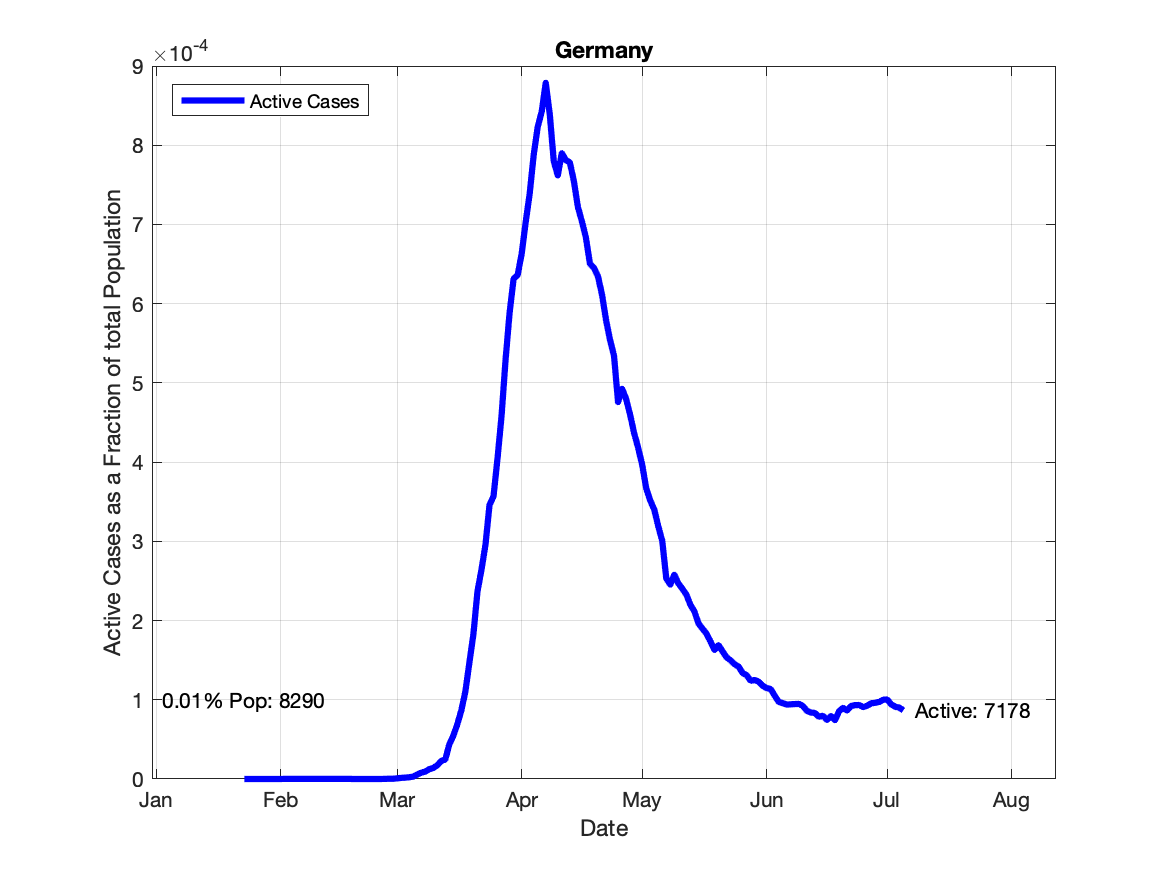 Germany
×10-4
Active Cases
9
8
7
6
5
4
3
2
1
0
Active Cases as a Fraction of total Population
0.01% Pop: 8290
Active: 7178
Jan Feb Mar Apr May Jun Jul Aug
Date